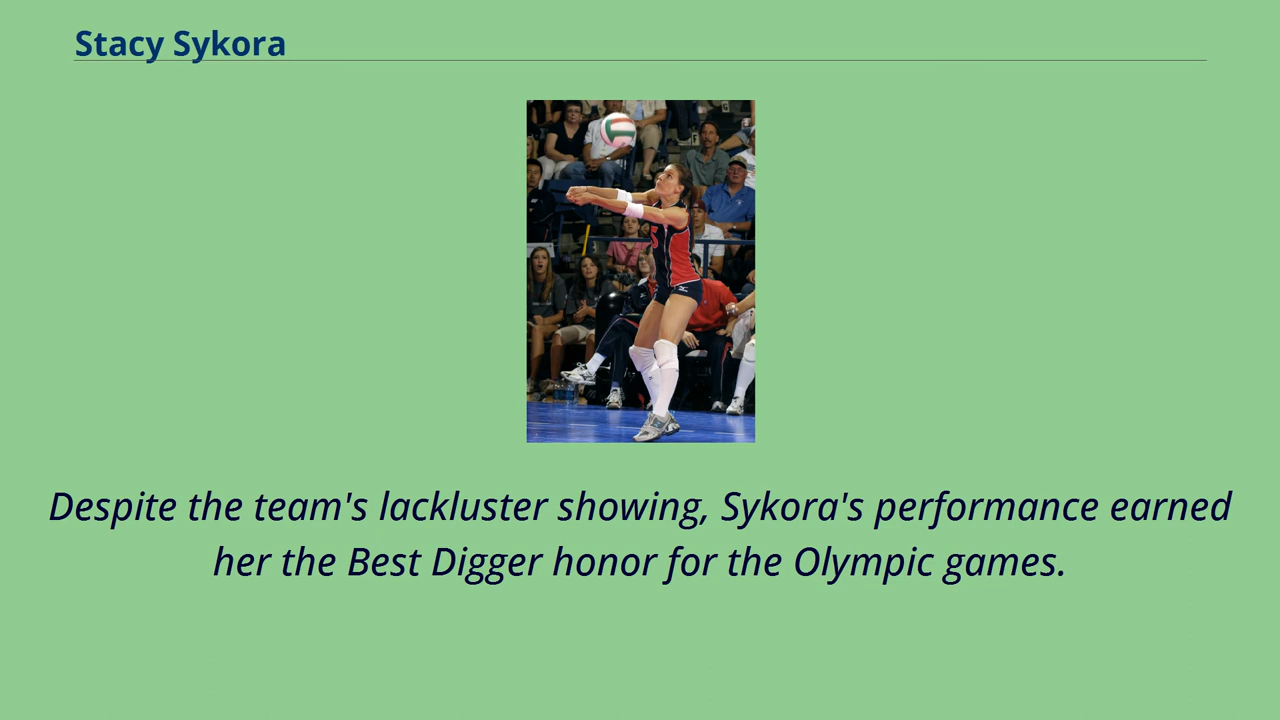 Stacy Sykora
Despite the team's lackluster showing, Sykora's performance earned
her the Best Digger honor for the Olympic games.